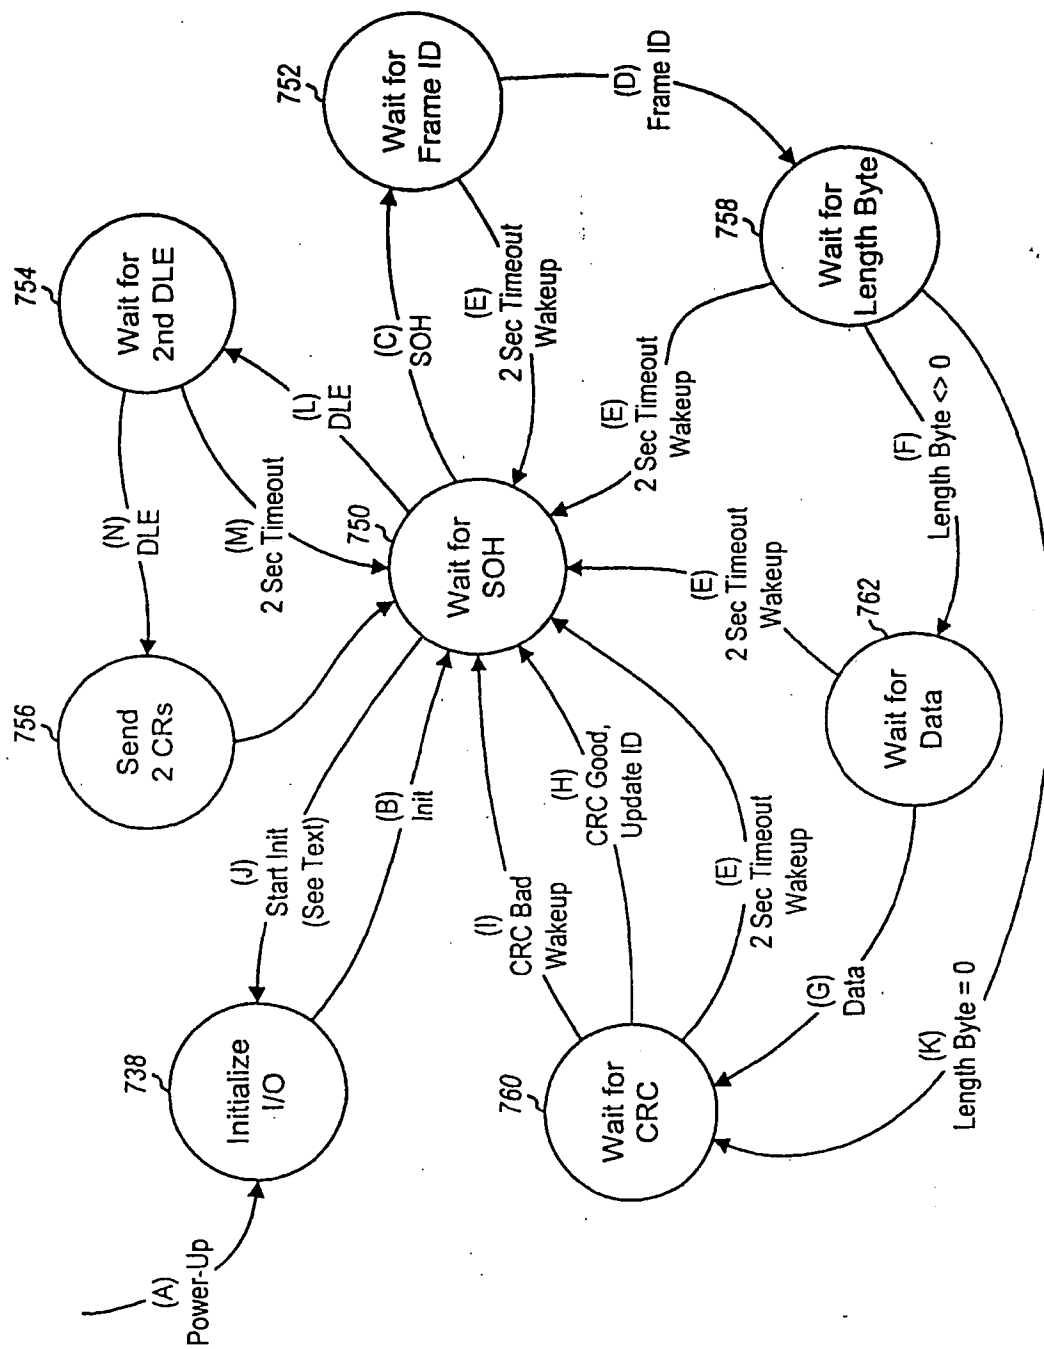 (A)
Power-Up
738
Initialize
I/O
(J)
Start Init
(See Text)
(B)
Init
756
Send
2 CRs
(N)
DLE
(M)
2 Sec Timeout
754
Wait for
2nd DLE
(L)
DLE
750
Wait for
SOH
(C)
SOH
(E)
2 Sec Timeout
Wakeup
752
Wait for
Frame ID
(D)
Frame ID
760
Wait for
CRC
(I)
CRC Bad
Wakeup
(H)
CRC Good,
Update ID
(E)
2 Sec Timeout
Wakeup
(G)
Data
762
Wait for
Data
(E)
2 Sec Timeout
Wakeup
(E)
2 Sec Timeout
Wakeup
758
Wait for
Length Byte
(F)
Length Byte <> 0
(K)
Length Byte = 0